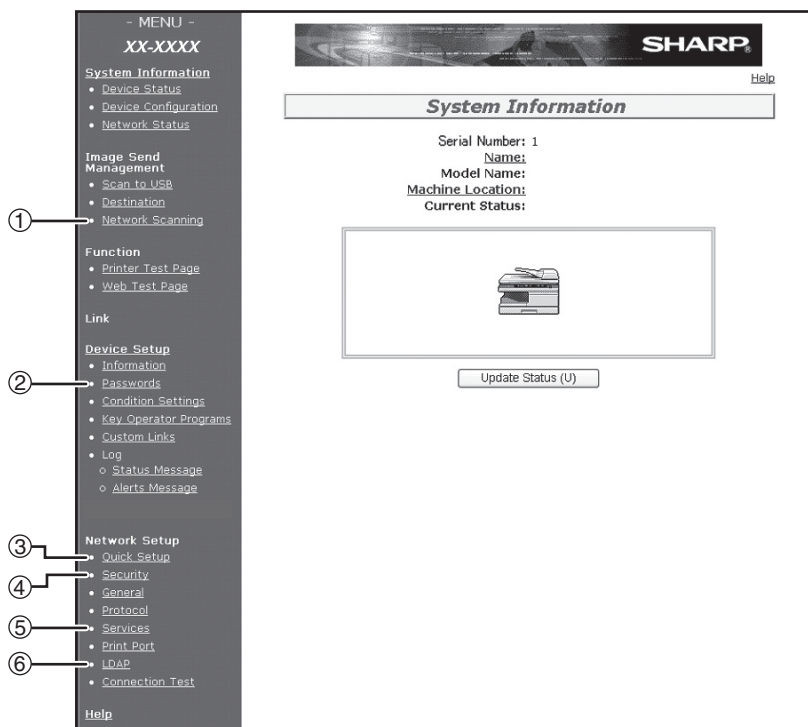 - MENU -
XX-XXXX
System Information
• Device Status
• Device Configuration
• Network Status
Image Send
Management
• Scan to USB
• Destination
① • Network Scanning
Function
• Printer Test Page
• Web Test Page
Link
Device Setup
• Information
② • Passwords
• Condition Settings
• Key Operator Programs
• Custom Links
• Log
○ Status Message
○ Alerts Message
Network Setup
③ • Quick Setup
④ • Security
• General
• Protocol
⑤ • Services
• Print Port
⑥ • LDAP
• Connection Test
Help
SHARP®
Help
System Information
Serial Number: 1
Name:
Model Name:
Machine Location:
Current Status:
Update Status (U)